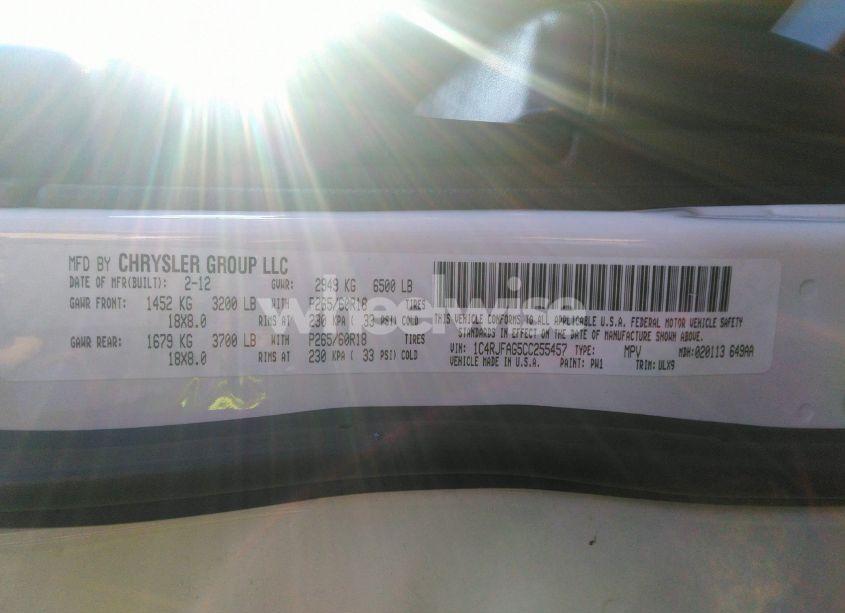 MFD BY CHRYSLER GROUP LLC
DATE OF MFR(BUILT): 2-12 GVWR: 2949 KG 6500 LB
GAWR FRONT: 1452 KG 3200 LB WITH P265/60R18 TIRES
18X8.0 RIMS AT 230 KPA ( 33 PSI) COLD
GAWR REAR: 1679 KG 3700 LB WITH P265/60R18 TIRES
18X8.0 RIMS AT 230 KPA ( 33 PSI) COLD
THIS VEHICLE CONFORMS TO ALL APPLICABLE U.S.A. FEDERAL MOTOR VEHICLE SAFETY
STANDARDS IN EFFECT ON THE DATE OF MANUFACTURE SHOWN ABOVE.
VIN: 1C4RJFAG5CC255457 TYPE: MPV MDH: 020113 649AA
VEHICLE MADE IN U.S.A. PAINT: PW1 TRIM: ULX9
wheelwise